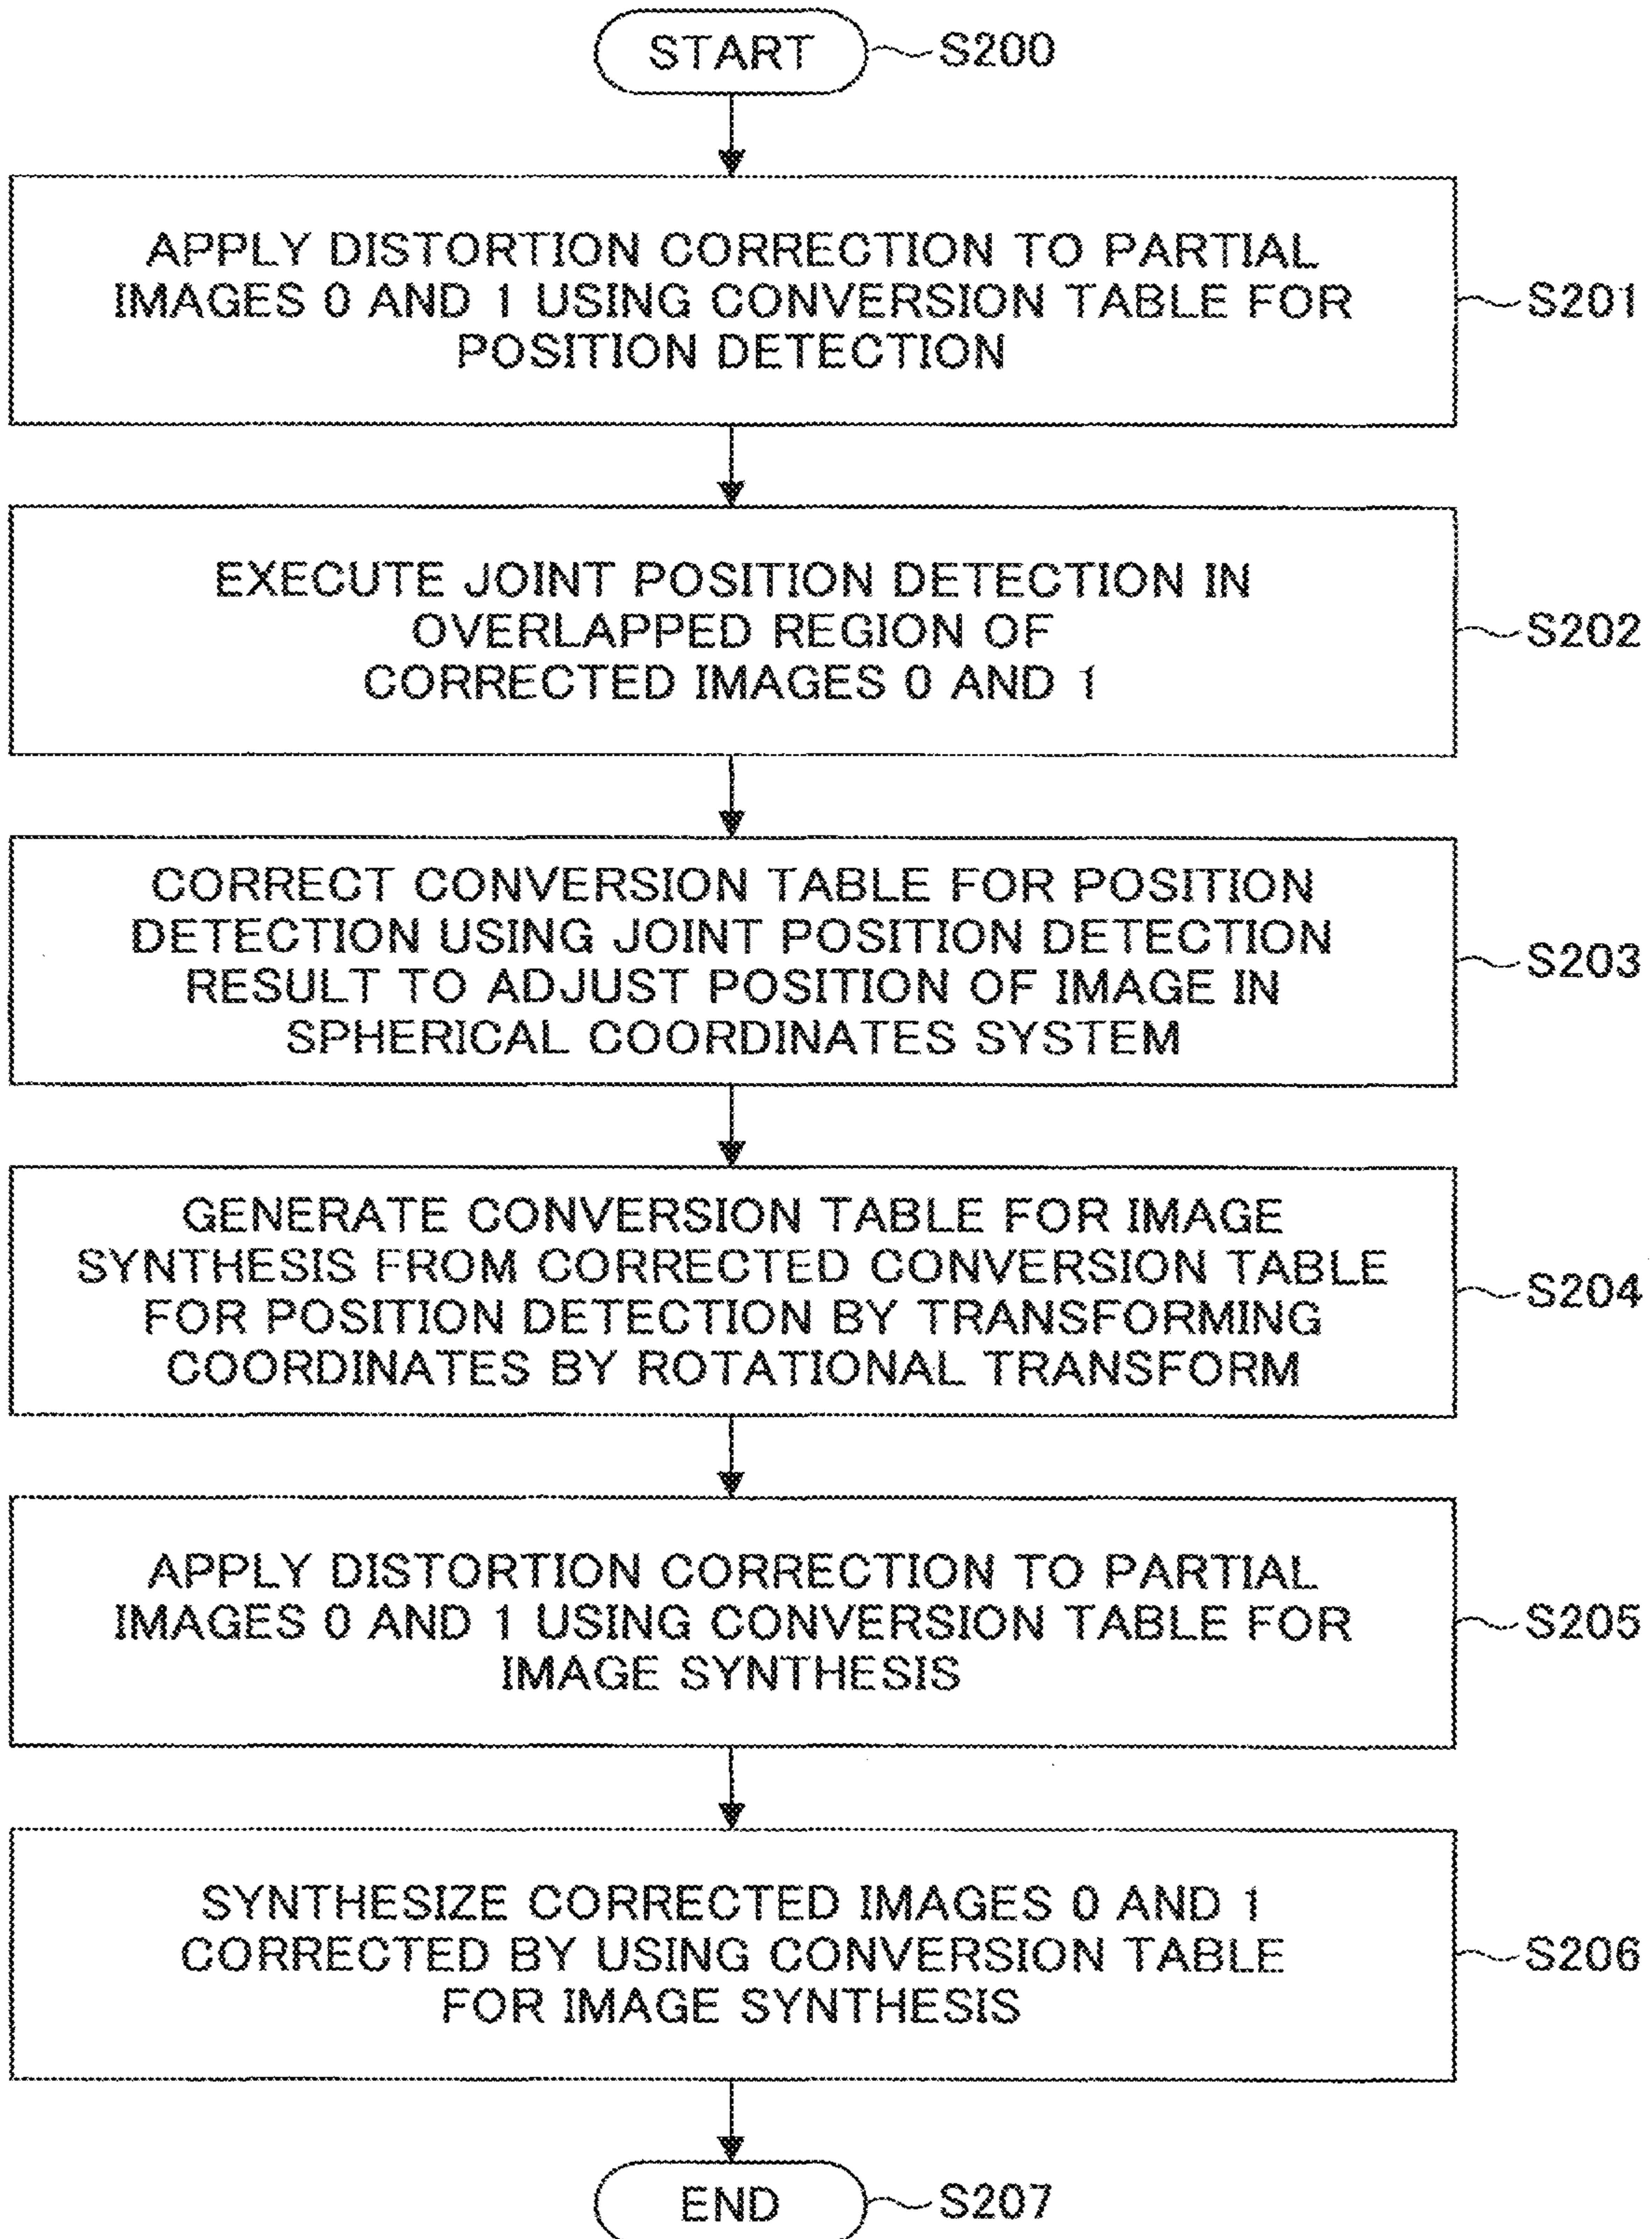 START
S200
APPLY DISTORTION CORRECTION TO PARTIAL
IMAGES 0 AND 1 USING CONVERSION TABLE FOR
POSITION DETECTION
S201
EXECUTE JOINT POSITION DETECTION IN
OVERLAPPED REGION OF
CORRECTED IMAGES 0 AND 1
S202
CORRECT CONVERSION TABLE FOR POSITION
DETECTION USING JOINT POSITION DETECTION
RESULT TO ADJUST POSITION OF IMAGE IN
SPHERICAL COORDINATES SYSTEM
S203
GENERATE CONVERSION TABLE FOR IMAGE
SYNTHESIS FROM CORRECTED CONVERSION TABLE
FOR POSITION DETECTION BY TRANSFORMING
COORDINATES BY ROTATIONAL TRANSFORM
S204
APPLY DISTORTION CORRECTION TO PARTIAL
IMAGES 0 AND 1 USING CONVERSION TABLE FOR
IMAGE SYNTHESIS
S205
SYNTHESIZE CORRECTED IMAGES 0 AND 1
CORRECTED BY USING CONVERSION TABLE
FOR IMAGE SYNTHESIS
S206
END
S207